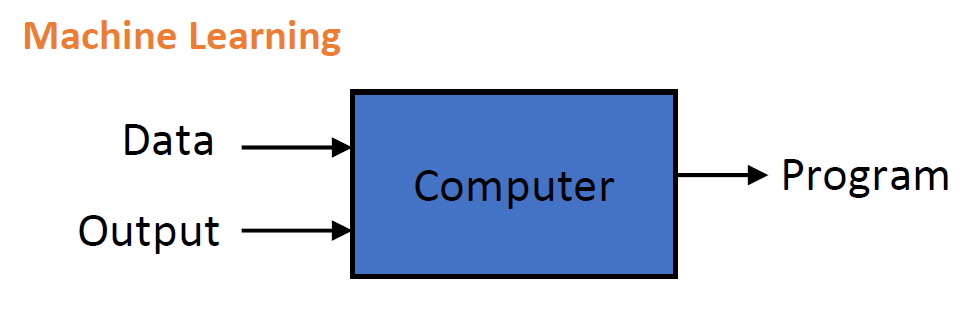 Machine Learning
Data
Computer
Program
Output